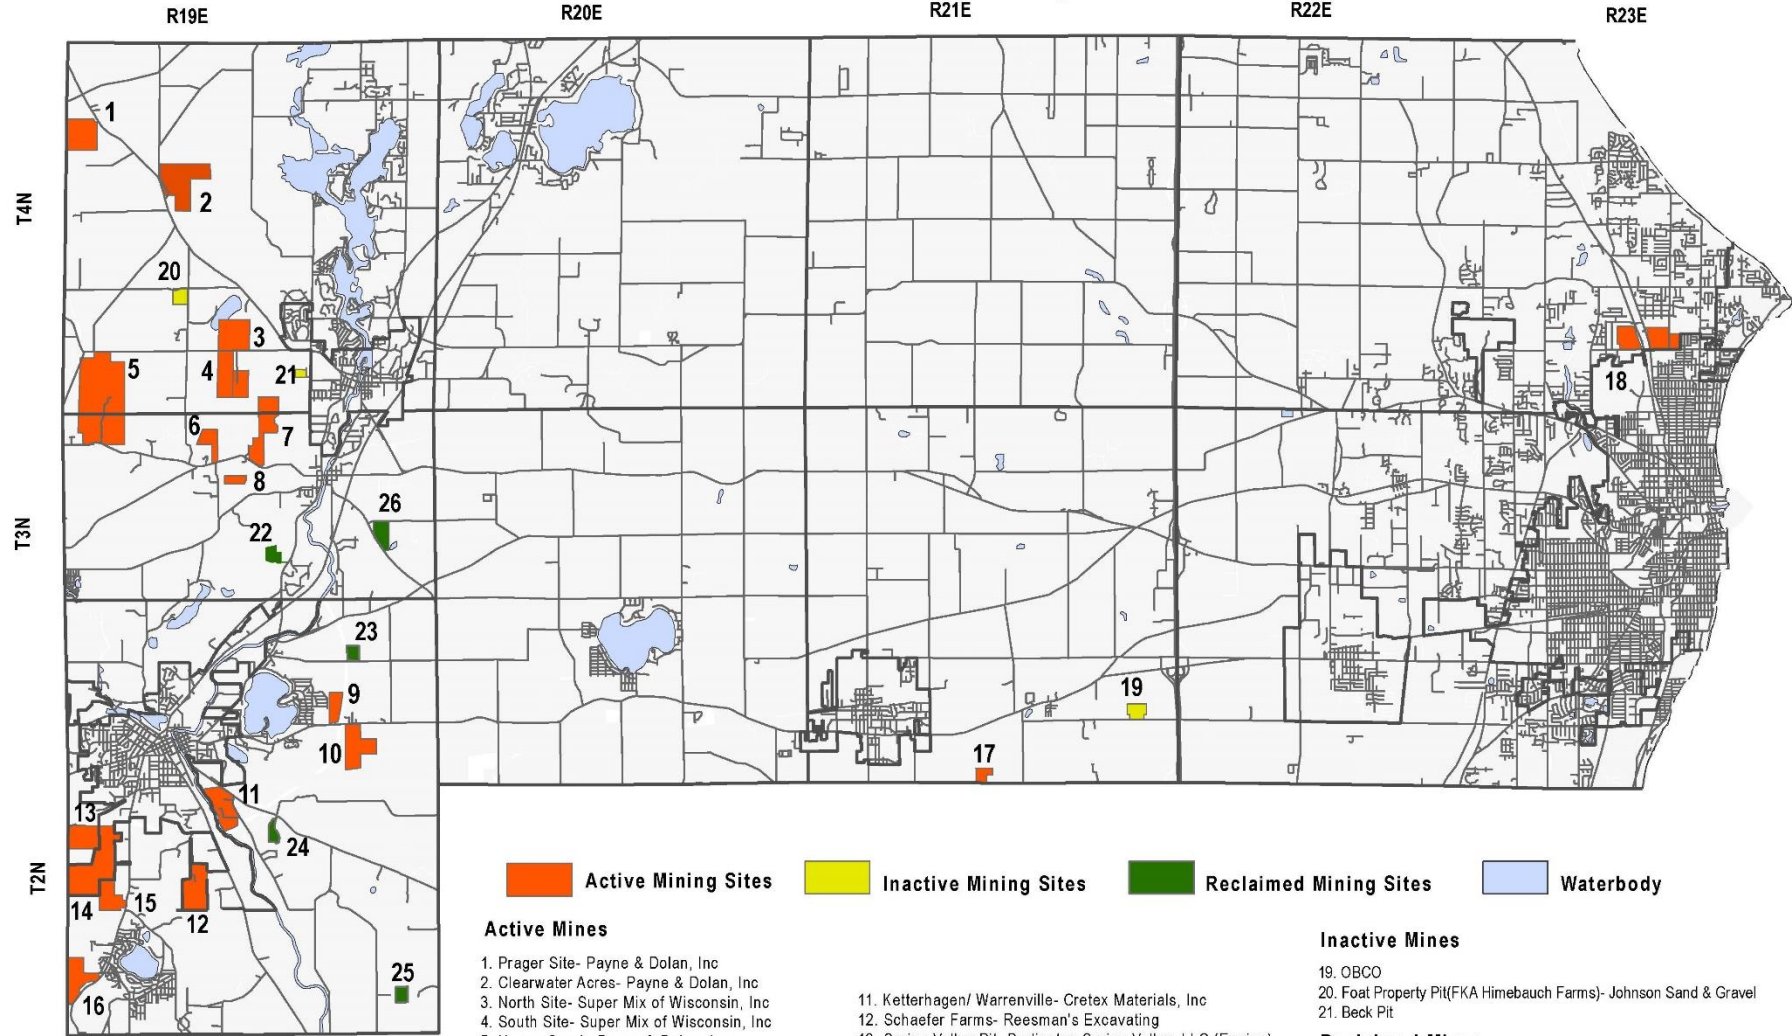 R19E
R20E
R21E
R22E
R23E
T4N
T3N
T2N
1
2
20
3
5
4
21
18
6
7
8
26
22
23
9
19
10
17
11
13
24
14
15
12
25
16
Active Mining Sites
Inactive Mining Sites
Reclaimed Mining Sites
Waterbody
Active Mines
1. Prager Site- Payne & Dolan, Inc
2. Clearwater Acres- Payne & Dolan, Inc
3. North Site- Super Mix of Wisconsin, Inc
4. South Site- Super Mix of Wisconsin, Inc
11. Ketterhagen/ Warrenville- Cretex Materials, Inc
12. Schaefer Farms- Reesman's Excavating
Inactive Mines
19. OBCO
20. Foat Property Pit(FKA Himebauch Farms)- Johnson Sand & Gravel
21. Beck Pit